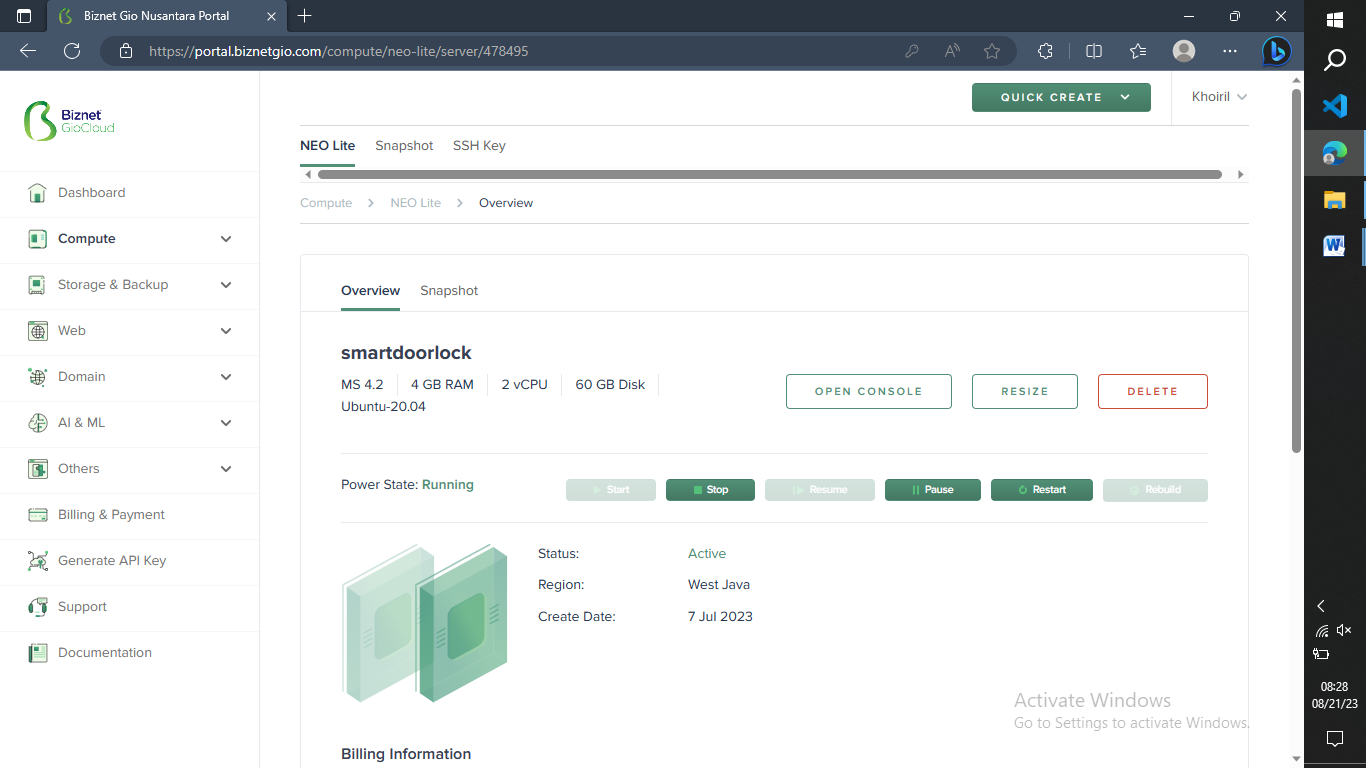 Biznet Gio Nusantara Portal
https://portal.biznetgio.com/compute/neo-lite/server/478495
Biznet
GioCloud
QUICK CREATE
Khoiril
NEO Lite Snapshot SSH Key
Compute NEO Lite Overview
Dashboard
Compute
Storage & Backup
Web
Domain
AI & ML
Others
Billing & Payment
Generate API Key
Support
Documentation
Overview Snapshot
smartdoorlock
MS 4.2 4 GB RAM 2 vCPU 60 GB Disk
Ubuntu-20.04
OPEN CONSOLE RESIZE DELETE
Power State: Running
Start Stop Resume Pause Restart Rebuild
Status: Active
Region: West Java
Create Date: 7 Jul 2023
Billing Information
Activate Windows
Go to Settings to activate Windows.
08:28
08/21/23